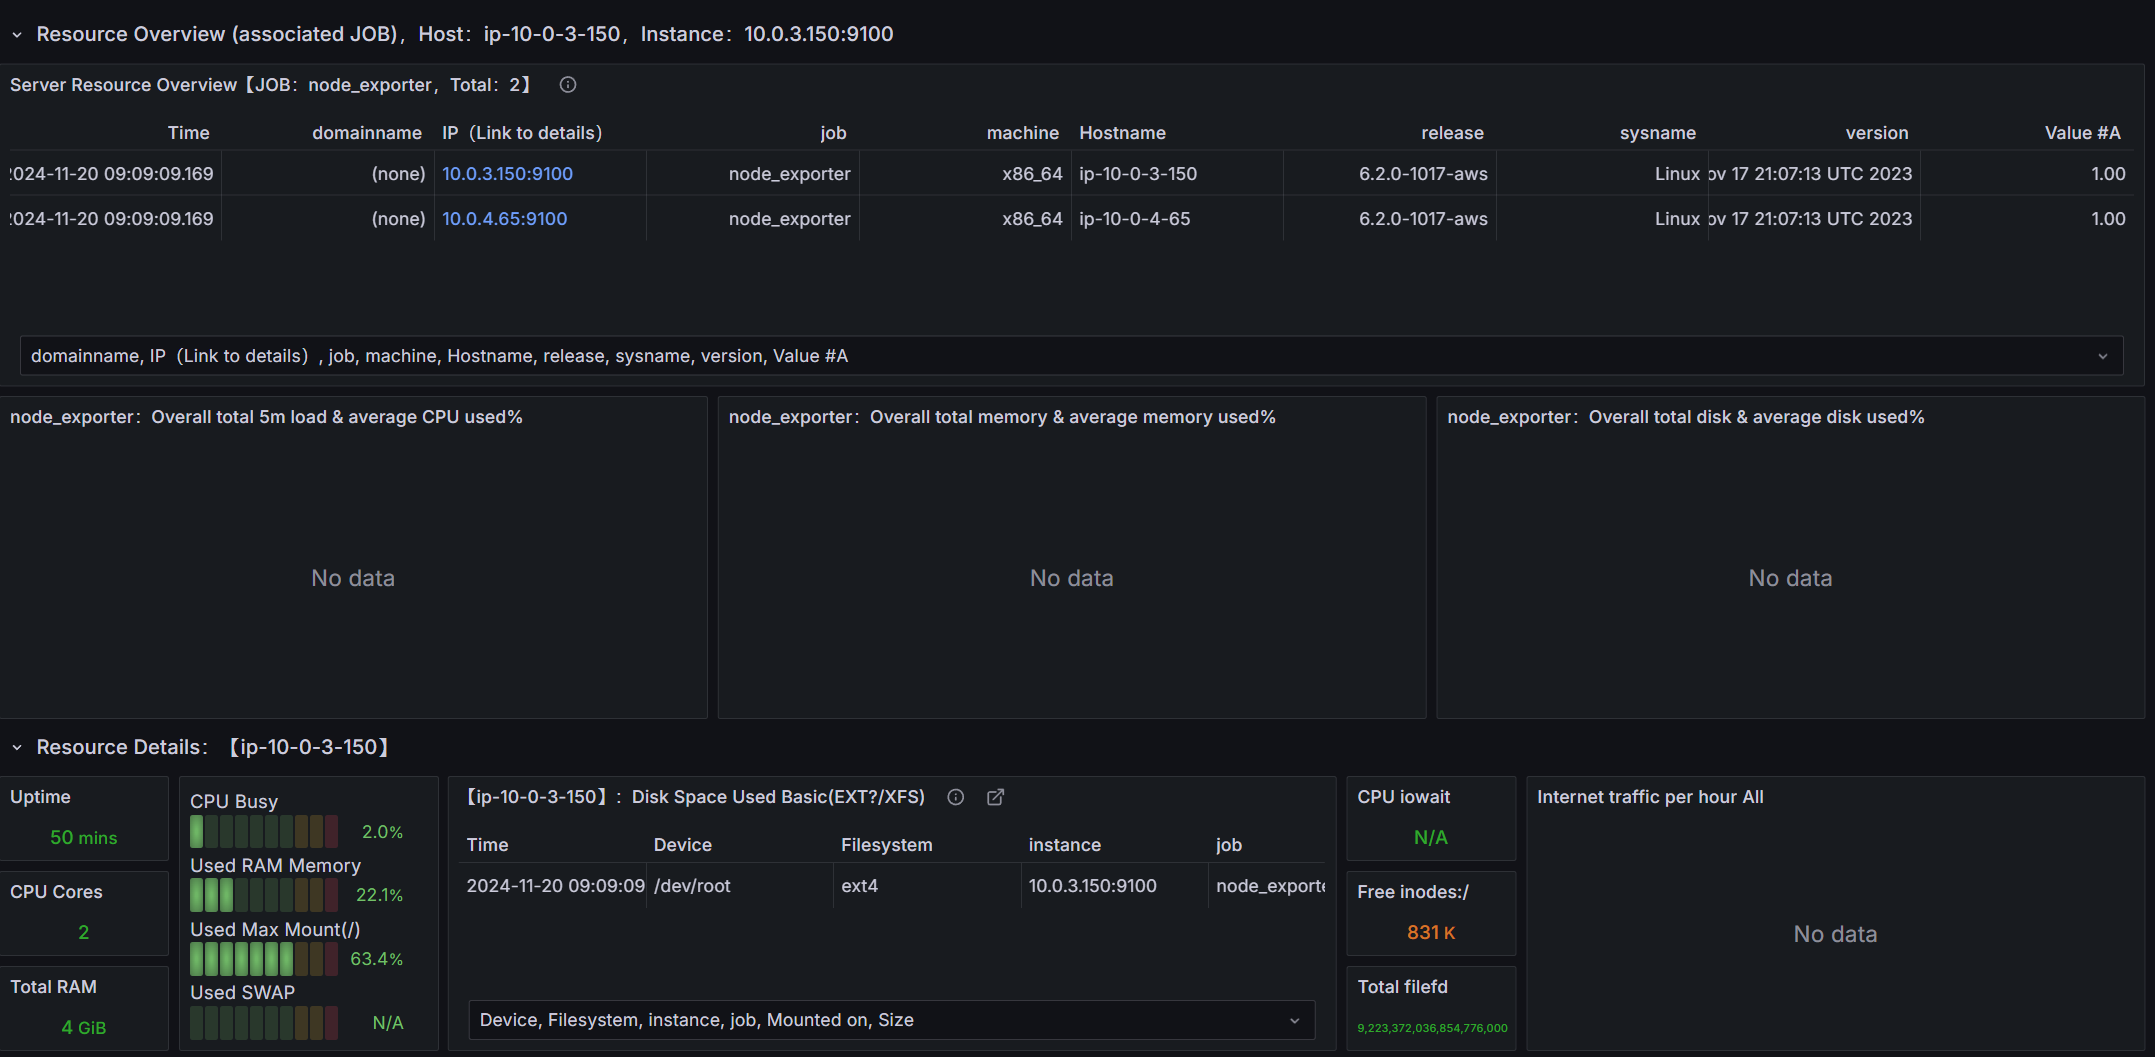 Resource Overview (associated JOB)，Host：ip-10-0-3-150，Instance：10.0.3.150:9100
Server Resource Overview【JOB：node_exporter，Total：2】
Time domainname IP（Link to details） job machine Hostname release sysname version Value #A
2024-11-20 09:09:09.169 (none) 10.0.3.150:9100 node_exporter x86_64 ip-10-0-3-150 6.2.0-1017-aws Linux ov 17 21:07:13 UTC 2023 1.00
2024-11-20 09:09:09.169 (none) 10.0.4.65:9100 node_exporter x86_64 ip-10-0-4-65 6.2.0-1017-aws Linux ov 17 21:07:13 UTC 2023 1.00
domainname, IP（Link to details）, job, machine, Hostname, release, sysname, version, Value #A
node_exporter：Overall total 5m load & average CPU used%
No data
node_exporter：Overall total memory & average memory used%
No data
node_exporter：Overall total disk & average disk used%
No data
Resource Details：【ip-10-0-3-150】
Uptime
50 mins
CPU Cores
2
Total RAM
4 GiB
CPU Busy
2.0%
Used RAM Memory
22.1%
Used Max Mount(/)
63.4%
Used SWAP
N/A
【ip-10-0-3-150】：Disk Space Used Basic(EXT?/XFS)
Time Device Filesystem instance job
2024-11-20 09:09:09 /dev/root ext4 10.0.3.150:9100 node_exporte
Device, Filesystem, instance, job, Mounted on, Size
CPU iowait
N/A
Free inodes:/
831 K
Total filefd
9,223,372,036,854,776,000
Internet traffic per hour All
No data